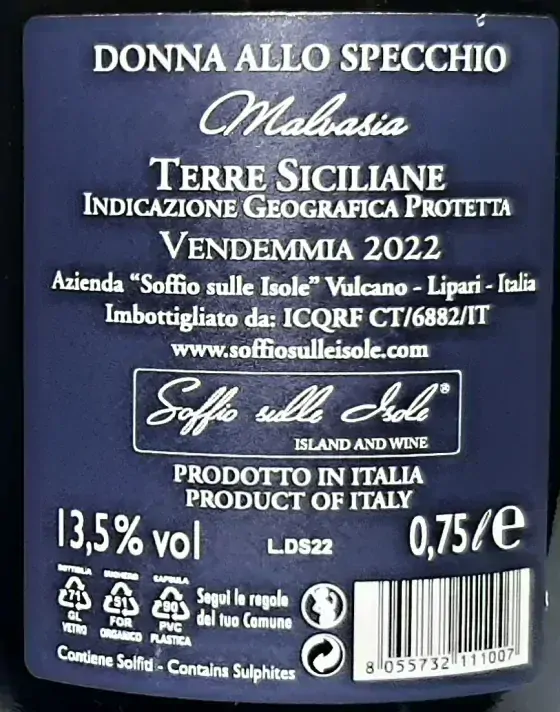 DONNA ALLO SPECCHIO
Malvasia
TERRE SICILIANE
INDICAZIONE GEOGRAFICA PROTETTA
VENDEMMIA 2022
Azienda "Soffio sulle Isole" Vulcano - Lipari - Italia
Imbottigliato da: ICQRF CT/6882/IT
www.soffiosulleisole.com
Soffio sulle Isole®
ISLAND AND WINE
PRODOTTO IN ITALIA
PRODUCT OF ITALY
13,5% vol
L.DS22
0,75 l e
BOTTIGLIA SUGHERO CAPSULA
71 51 90
GL FOR PVC
VETRO ORGANICO PLASTICA
Segui le regole
del tuo Comune
Contiene Solfiti - Contains Sulphites
8 055732 111007